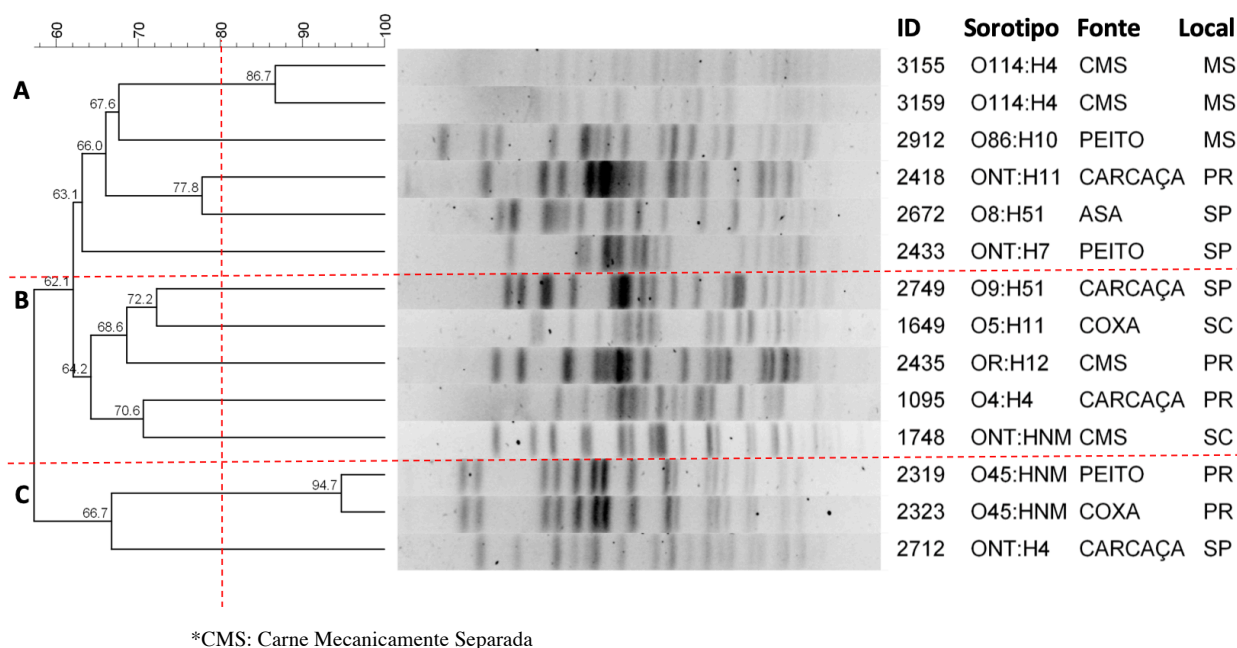 60 70 80 90 100
ID Sorotipo Fonte Local
A
B
C
86.7
67.6
66.0
77.8
63.1
62.1
72.2
68.6
64.2
70.6
94.7
66.7
3155 O114:H4 CMS MS
3159 O114:H4 CMS MS
2912 O86:H10 PEITO MS
2418 ONT:H11 CARCAÇA PR
2672 O8:H51 ASA SP
2433 ONT:H7 PEITO SP
2749 O9:H51 CARCAÇA SP
1649 O5:H11 COXA SC
2435 OR:H12 CMS PR
1095 O4:H4 CARCAÇA PR
1748 ONT:HNM CMS SC
2319 O45:HNM PEITO PR
2323 O45:HNM COXA PR
2712 ONT:H4 CARCAÇA SP
*CMS: Carne Mecanicamente Separada